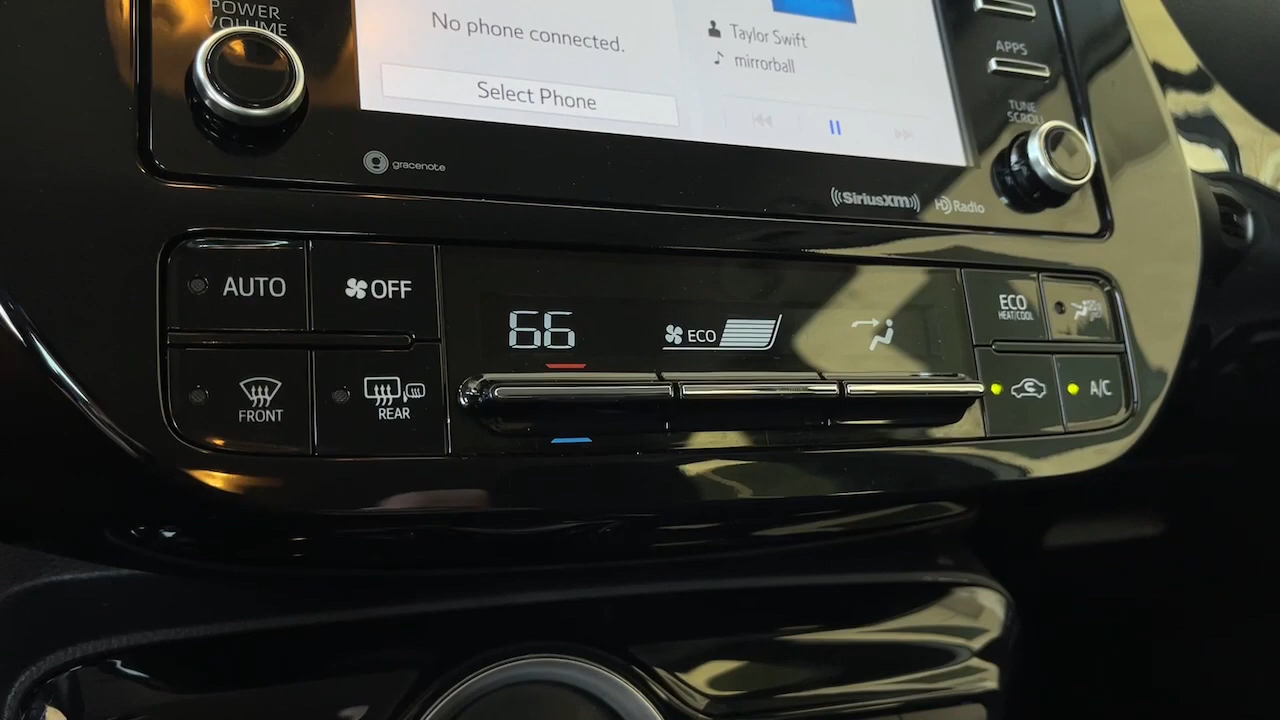 POWER
VOLUME
No phone connected.
Select Phone
Taylor Swift
mirrorball
APPS
TUNE
SCROLL
gracenote
SiriusXM
HD Radio
AUTO
OFF
66
ECO
ECO
HEAT/COOL
FRONT
REAR
A/C